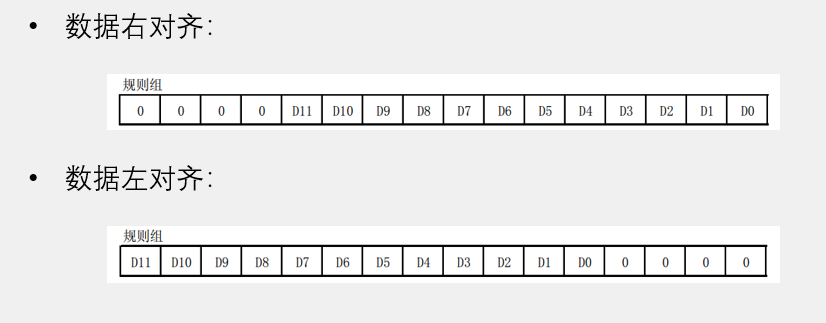 • 数据右对齐：
规则组
0 0 0 0 D11 D10 D9 D8 D7 D6 D5 D4 D3 D2 D1 D0
• 数据左对齐：
规则组
D11 D10 D9 D8 D7 D6 D5 D4 D3 D2 D1 D0 0 0 0 0